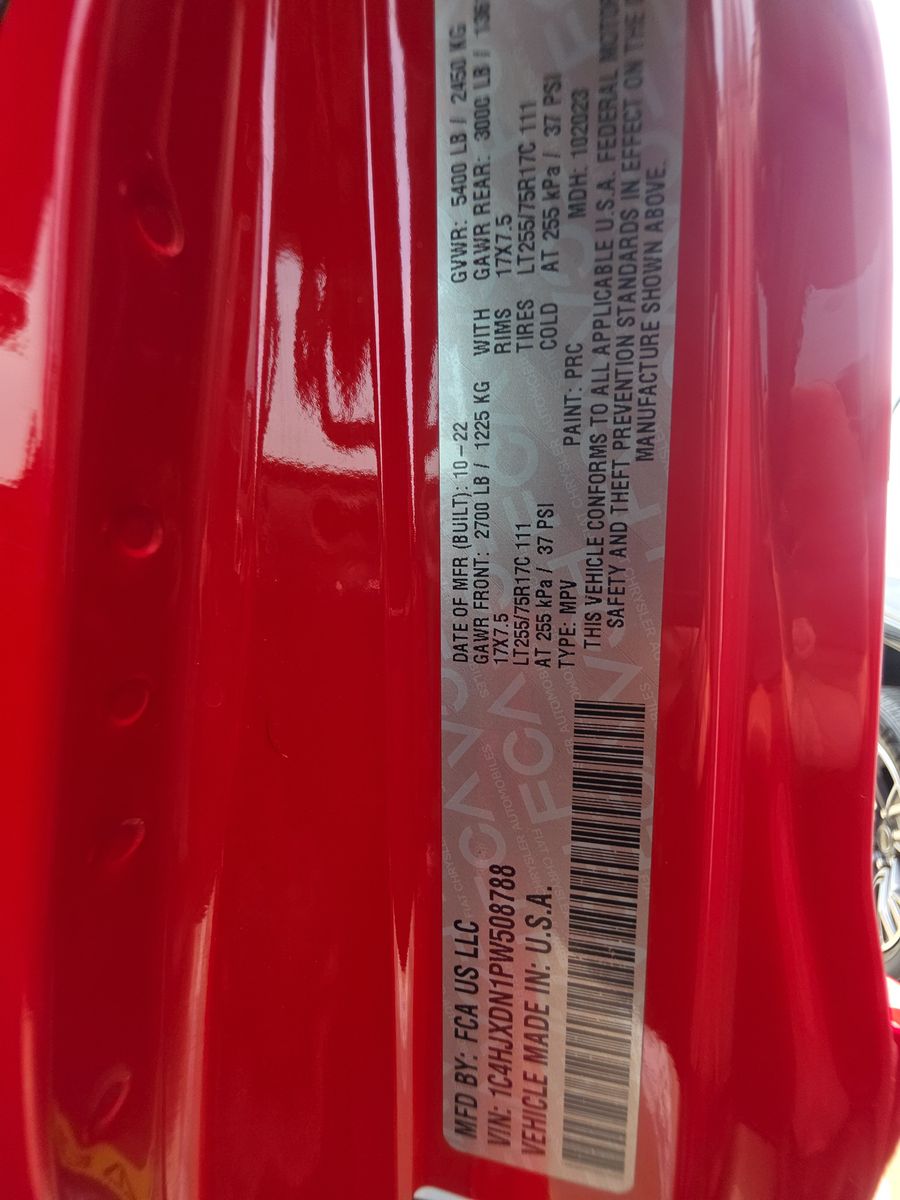 MFD BY: FCA US LLC
VIN: 1C4HJXDN1PW508788
VEHICLE MADE IN: U.S.A.
DATE OF MFR (BUILT): 10-22 GVWR: 5400 LB / 2450 KG
GAWR FRONT: 2700 LB / 1225 KG WITH GAWR REAR: 3000 LB / 136
17X7.5 RIMS 17X7.5
LT255/75R17C 111 TIRES LT255/75R17C 111
AT 255 kPa / 37 PSI COLD AT 255 kPa / 37 PSI
TYPE: MPV PAINT: PRC MDH: 102023
THIS VEHICLE CONFORMS TO ALL APPLICABLE U.S.A. FEDERAL MOTOR
SAFETY AND THEFT PREVENTION STANDARDS IN EFFECT ON THE
MANUFACTURE SHOWN ABOVE.